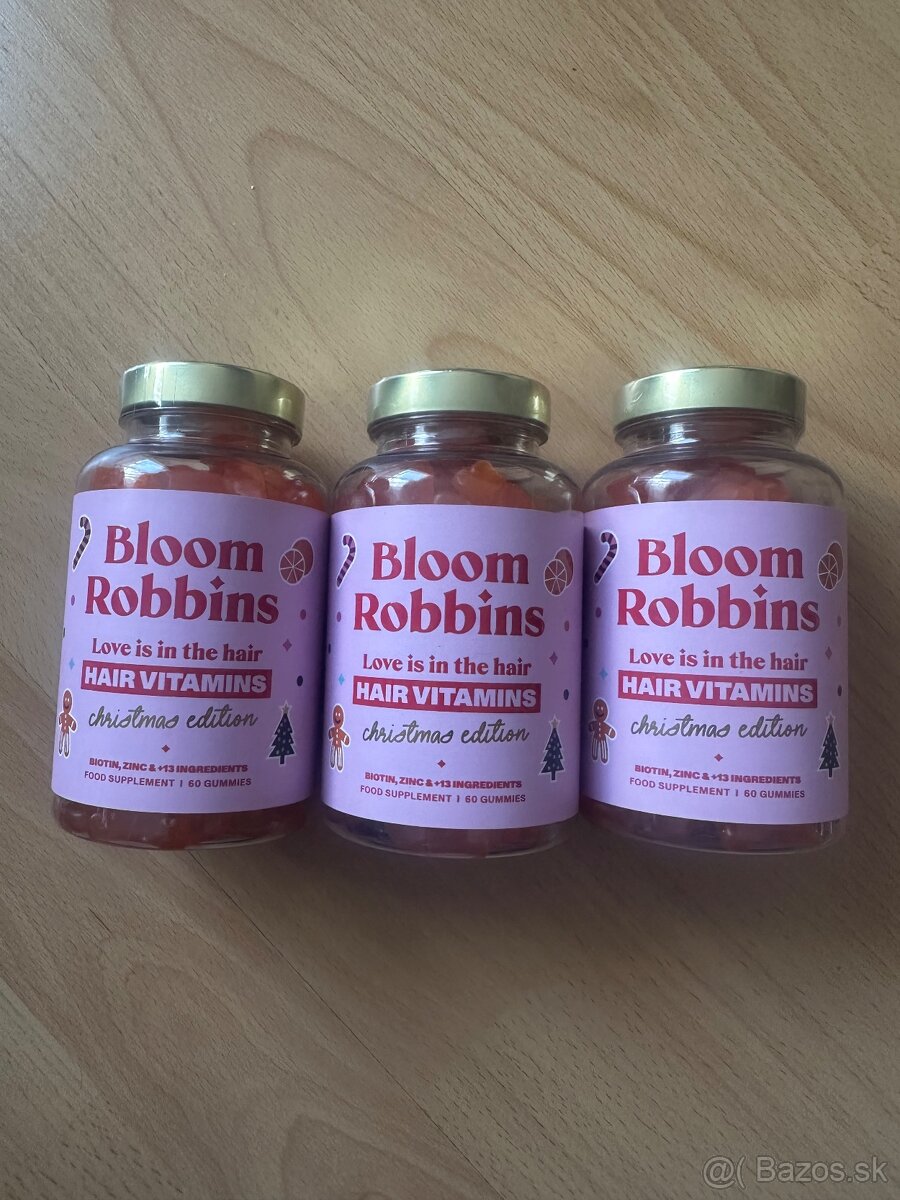 Bloom
Robbins
Love is in the hair
HAIR VITAMINS
christmas edition
BIOTIN, ZINC & +13 INGREDIENTS
FOOD SUPPLEMENT | 60 GUMMIES
Bloom
Robbins
Love is in the hair
HAIR VITAMINS
christmas edition
BIOTIN, ZINC & +13 INGREDIENTS
FOOD SUPPLEMENT | 60 GUMMIES
Bloom
Robbins
Love is in the hair
HAIR VITAMINS
christmas edition
BIOTIN, ZINC & +13 INGREDIENTS
FOOD SUPPLEMENT | 60 GUMMIES
@( Bazos.sk